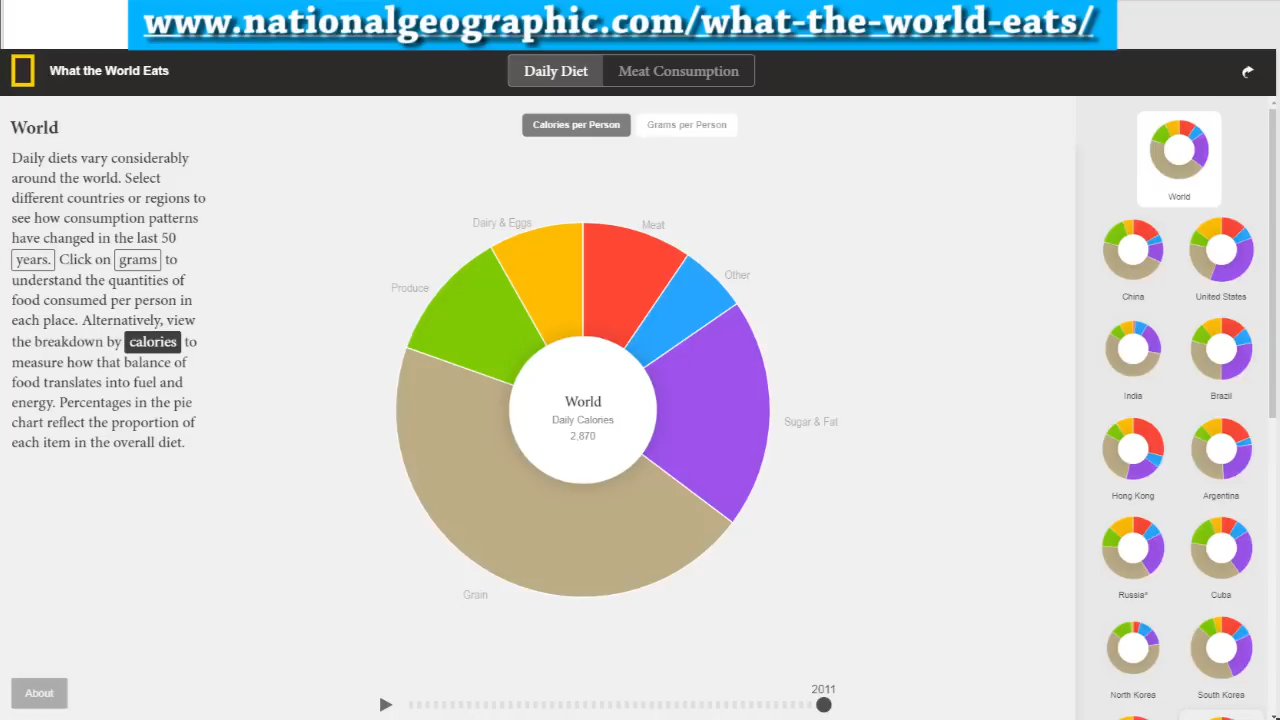 www.nationalgeographic.com/what-the-world-eats/
What the World Eats
Daily Diet
Meat Consumption
World
Daily diets vary considerably
around the world. Select
different countries or regions to
see how consumption patterns
have changed in the last 50
years. Click on grams to
understand the quantities of
food consumed per person in
each place. Alternatively, view
the breakdown by calories to
measure how that balance of
food translates into fuel and
energy. Percentages in the pie
chart reflect the proportion of
each item in the overall diet.
About
Calories per Person
Grams per Person
Dairy & Eggs
Meat
Other
Produce
Sugar & Fat
Grain
World
Daily Calories
2,870
2011
World
China
United States
India
Brazil
Hong Kong
Argentina
Russia*
Cuba
North Korea
South Korea